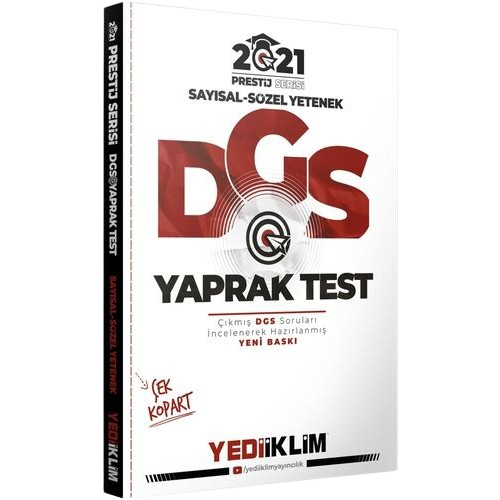 2021
PRESTİJ SERİSİ
SAYISAL-SÖZEL YETENEK
DGS
YAPRAK TEST
Çıkmış DGS Soruları
İncelenerek Hazırlanmış
YENİ BASKI
ÇEK
KOPART
YEDİİKLİM
/yediiklimyayıncılık
2021 PRESTİJ SERİSİ
DGS YAPRAK TEST
SAYISAL-SÖZEL YETENEK
YEDİİKLİM